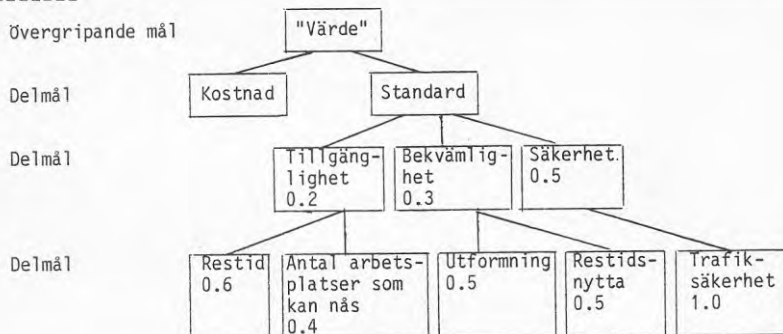 Övergripande mål
"Värde"
Delmål
Kostnad
Standard
Delmål
Tillgäng-
lighet
0.2
Bekvämlig-
het
0.3
Säkerhet.
0.5
Delmål
Restid
0.6
Antal arbets-
platser som
kan nås
0.4
Utformning
0.5
Restids-
nytta
0.5
Trafik-
säkerhet
1.0